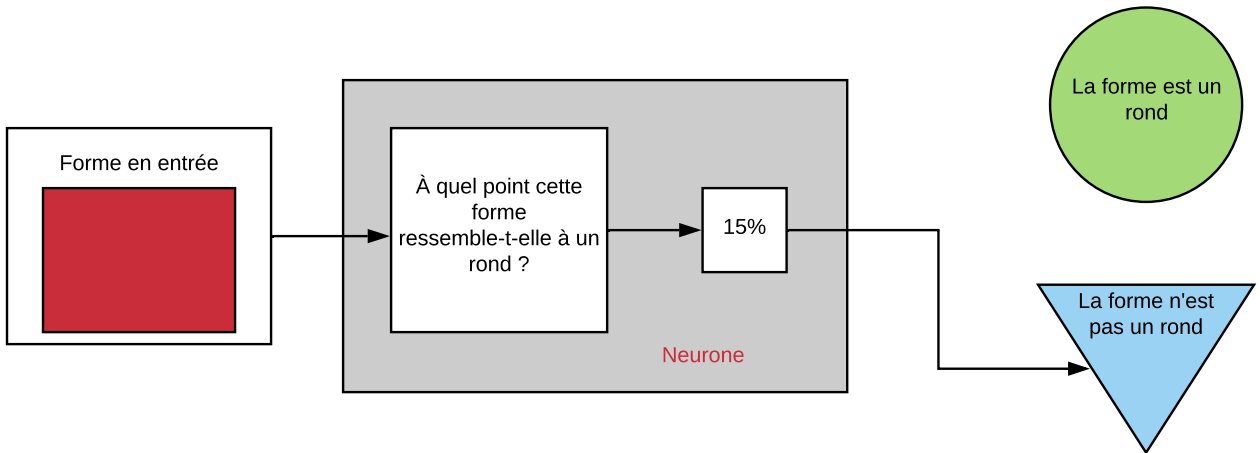 Forme en entrée
À quel point cette
forme
ressemble-t-elle à un
rond ?
15%
Neurone
La forme est un
rond
La forme n'est
pas un rond